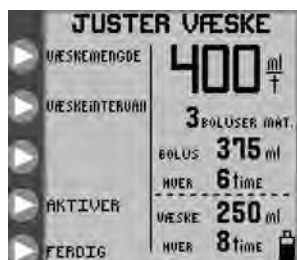 JUSTER VÆSKE
VÆSKEMENGDE
400 ml/t
VÆSKEINTERVALL
3 BOLUSER MAT.
BOLUS 375 ml
HVER 6 time
AKTIVER
VÆSKE 250 ml
HVER 8 time
FERDIG